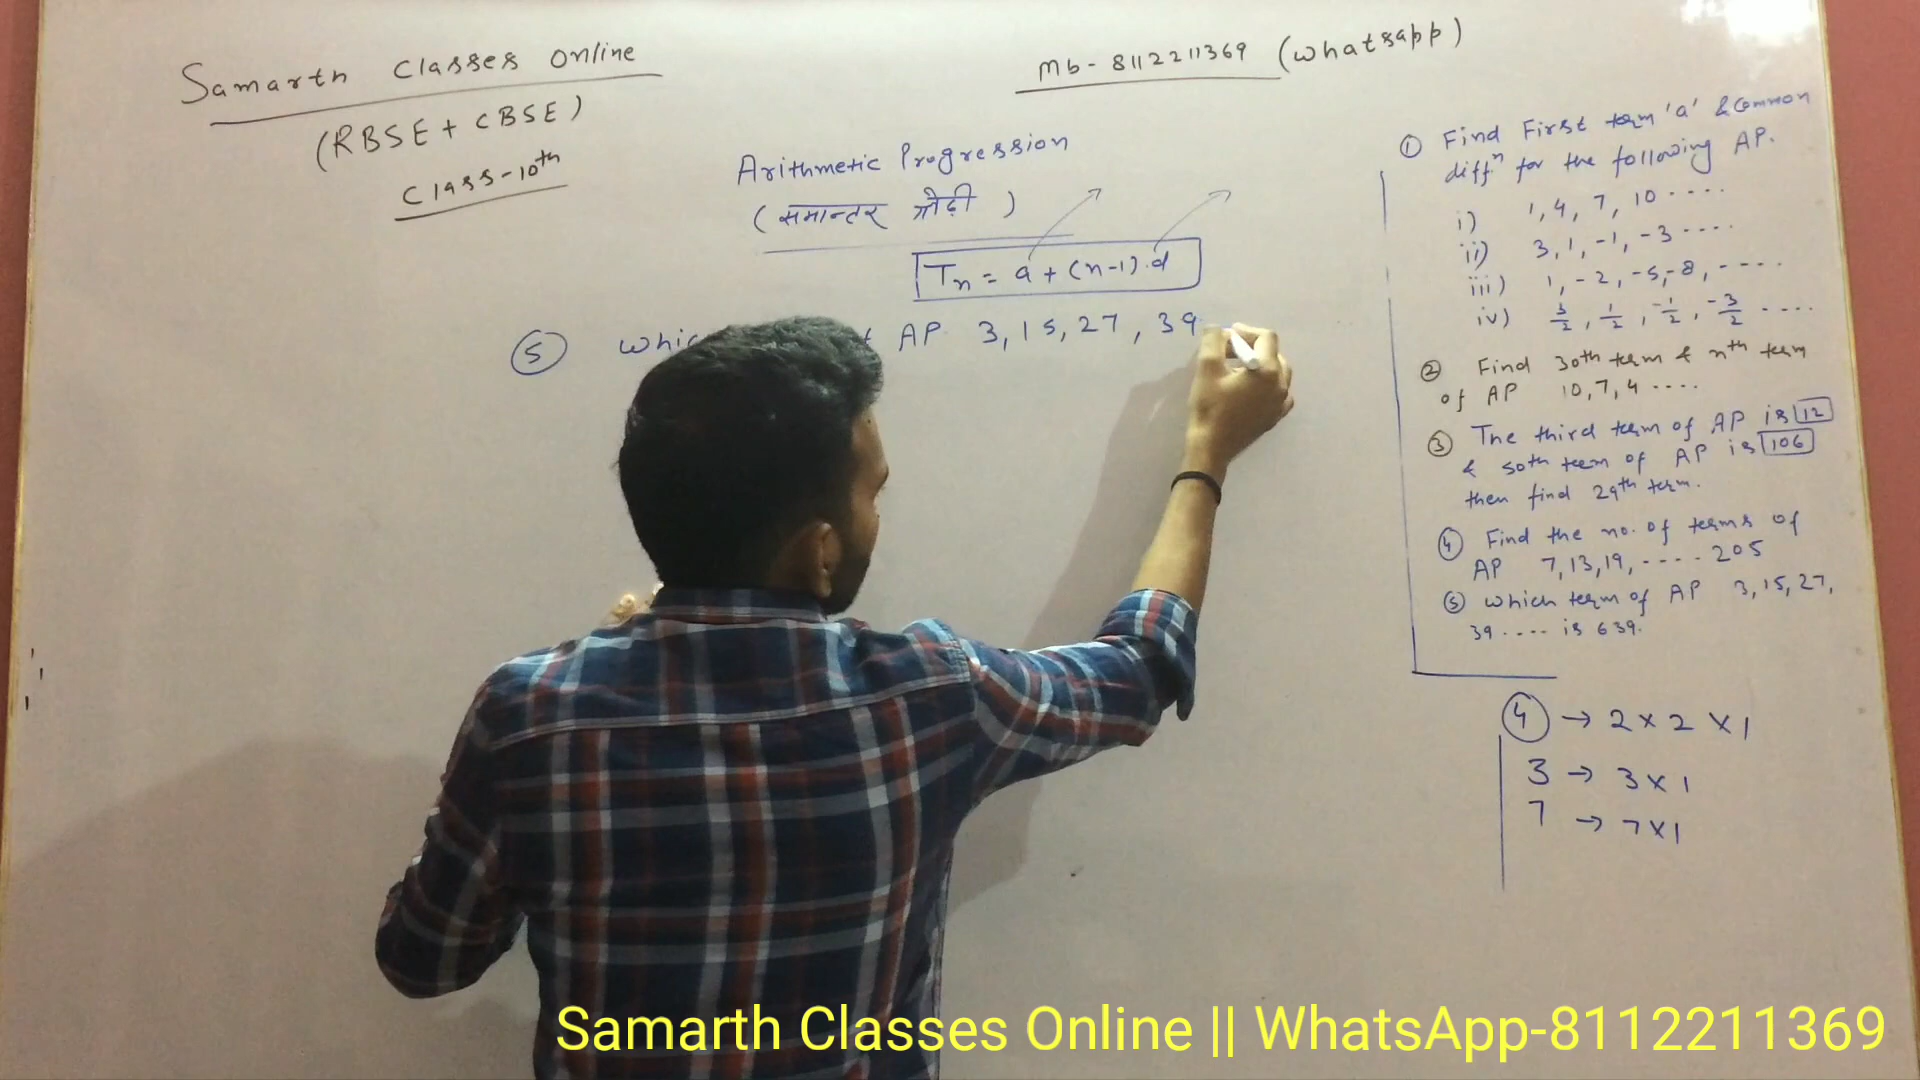 Samarth Classes Online
(RBSE + CBSE)
Class-10th
Mb- 8112211369 (whatsapp)
Arithmetic Progression
(समान्तर श्रेढ़ी)
Tn = a + (n-1).d
⑤ AP 3, 15, 27, 39
① Find First term 'a' & Common
diffn for the following AP.
i) 1, 4, 7, 10 ....
ii) 3, 1, -1, -3 ....
iii) 1, -2, -5, -8, ----
iv) 3/2, 1/2, -1/2, -3/2 ....
② Find 30th term & nth term
of AP 10, 7, 4 ....
③ The third term of AP is 12
& 50th term of AP is 106
then find 29th term.
④ Find the no. of terms of
AP 7, 13, 19, ----- 205
⑤ which term of AP 3, 15, 27,
39 .... is 639.
④ → 2 × 2 × 1
3 → 3 × 1
7 → 7 × 1
Samarth Classes Online || WhatsApp-8112211369